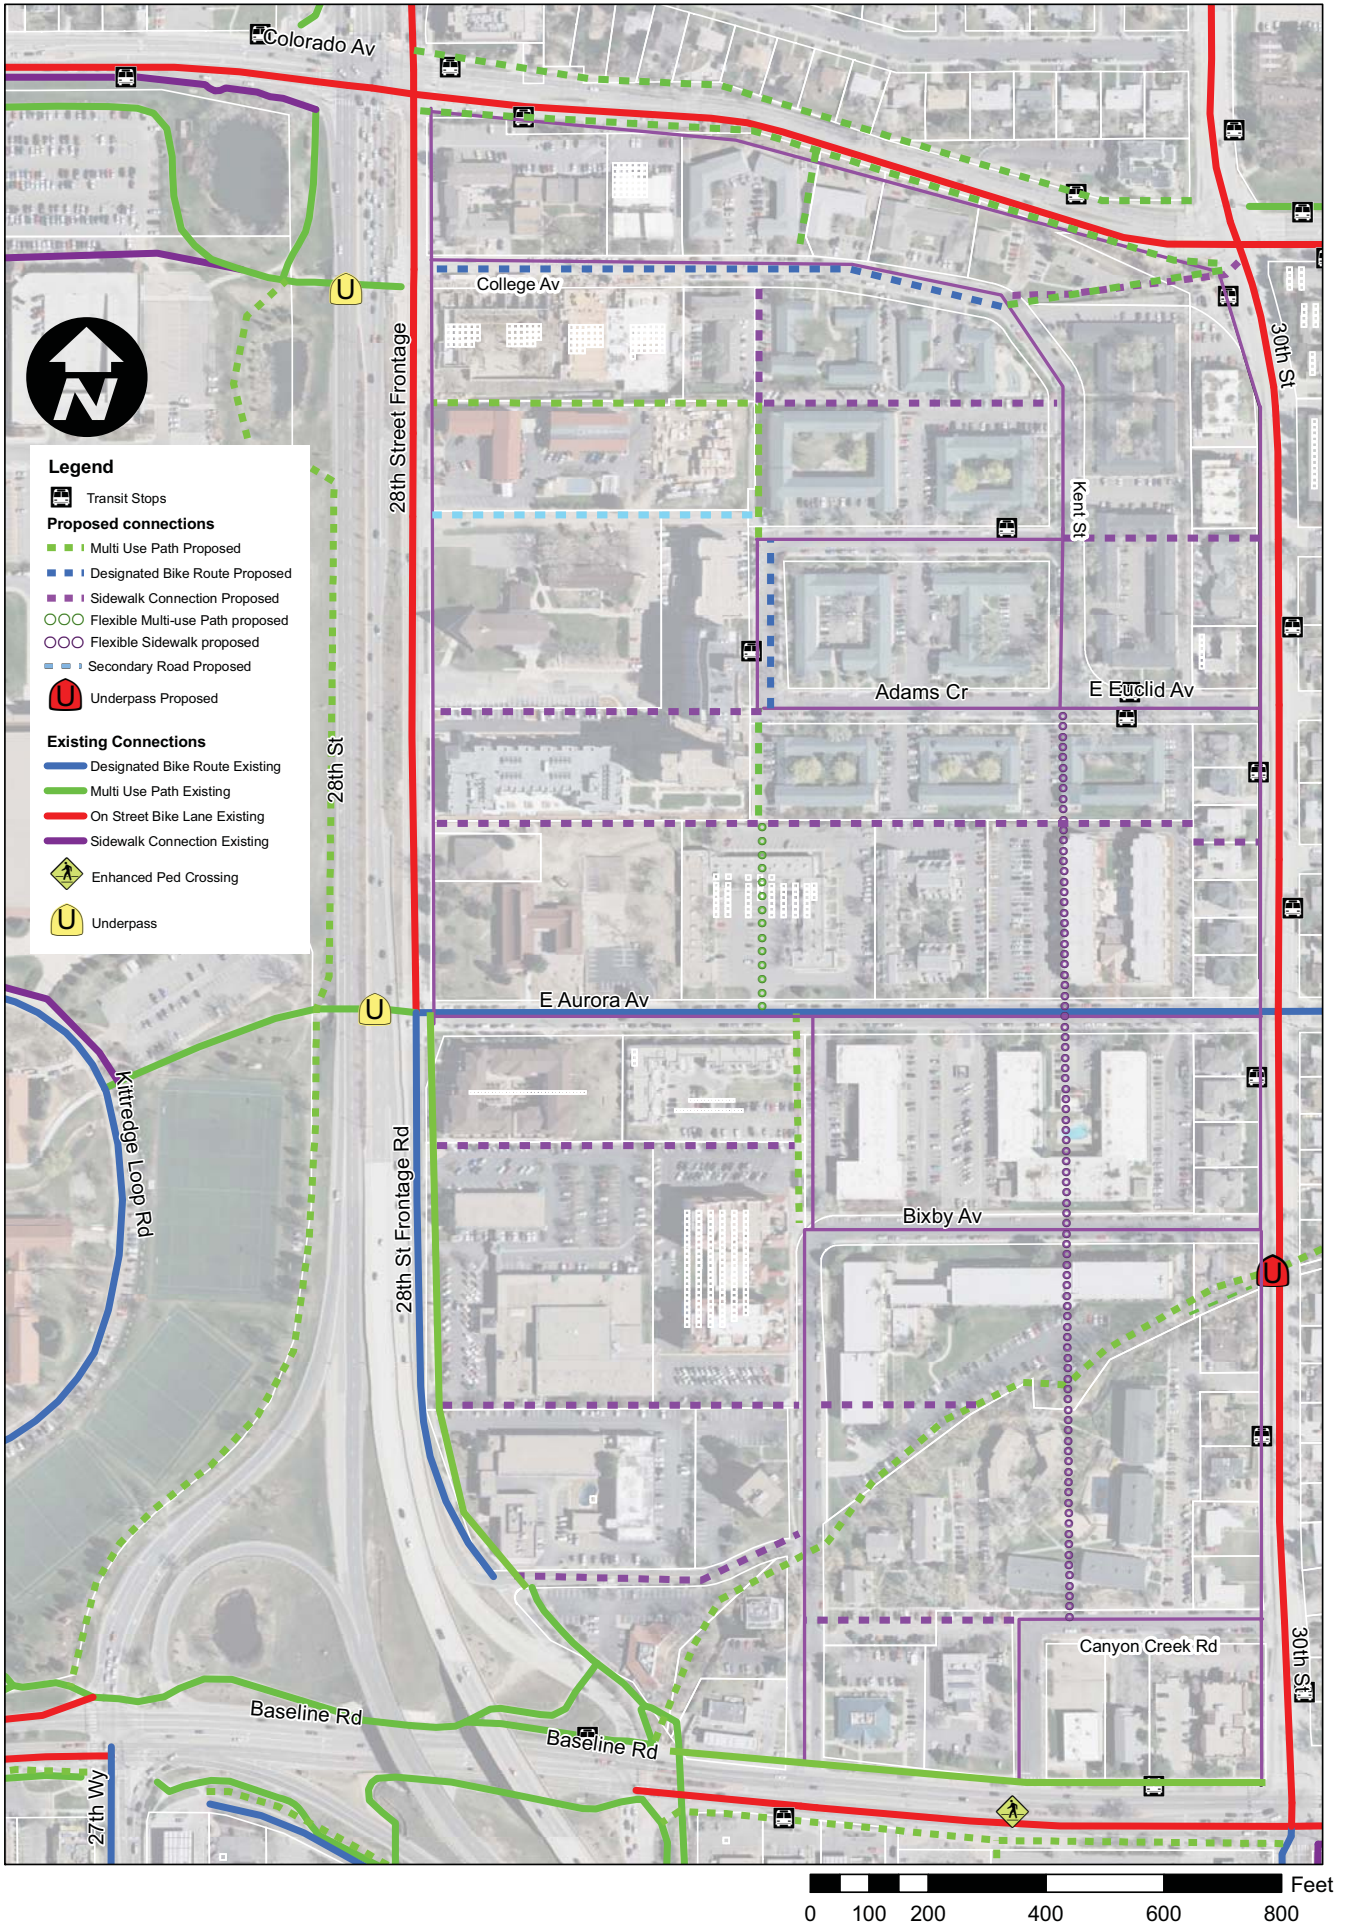 Colorado Av
U
College Av
28th Street Frontage
30th St
N
Legend
Transit Stops
Proposed connections
Multi Use Path Proposed
Designated Bike Route Proposed
Sidewalk Connection Proposed
Flexible Multi-use Path proposed
Flexible Sidewalk proposed
Secondary Road Proposed
U
Underpass Proposed
Existing Connections
Designated Bike Route Existing
Multi Use Path Existing
On Street Bike Lane Existing
Sidewalk Connection Existing
Enhanced Ped Crossing
U
Underpass
Kent St
Adams Cr
E Euclid Av
28th St
E Aurora Av
U
Kittredge Loop Rd
28th St Frontage Rd
Bixby Av
U
Canyon Creek Rd
30th St
Baseline Rd
Baseline Rd
27th Wy
Feet
0 100 200 400 600 800